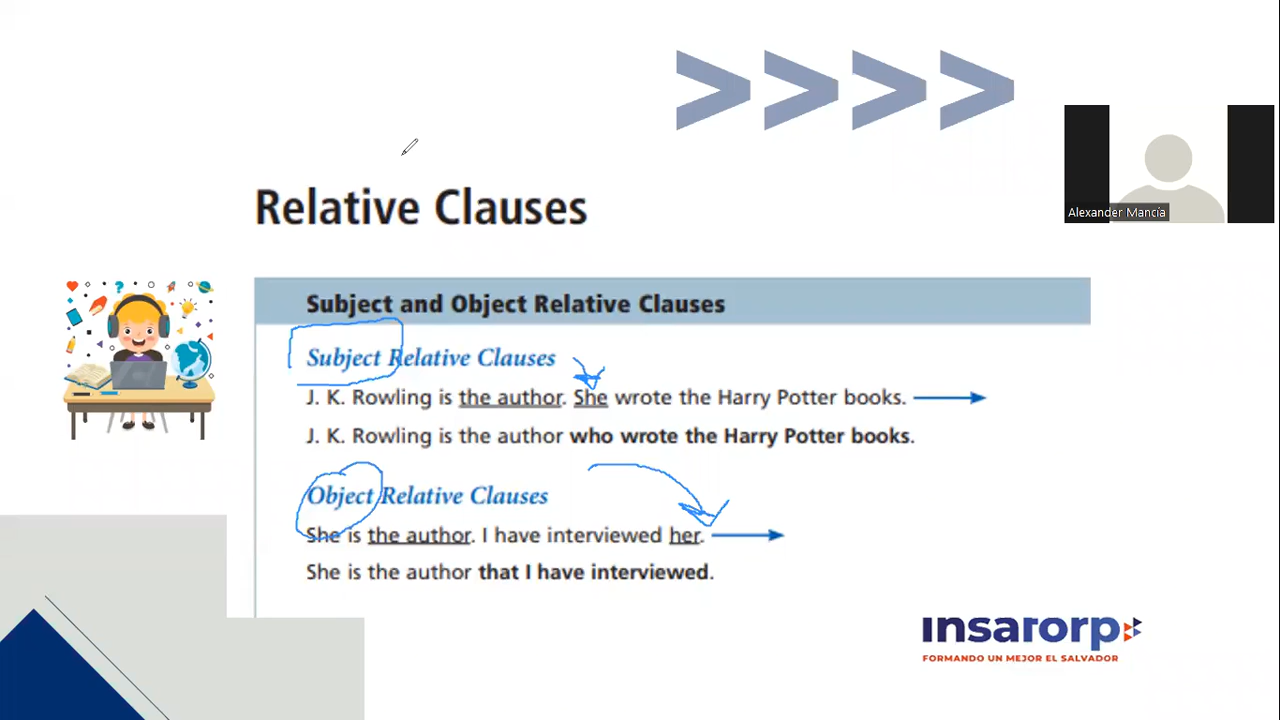 Alexander Mancía
Relative Clauses
Subject and Object Relative Clauses
Subject Relative Clauses
J. K. Rowling is the author. She wrote the Harry Potter books.
J. K. Rowling is the author who wrote the Harry Potter books.
Object Relative Clauses
She is the author. I have interviewed her.
She is the author that I have interviewed.
insarorp
FORMANDO UN MEJOR EL SALVADOR